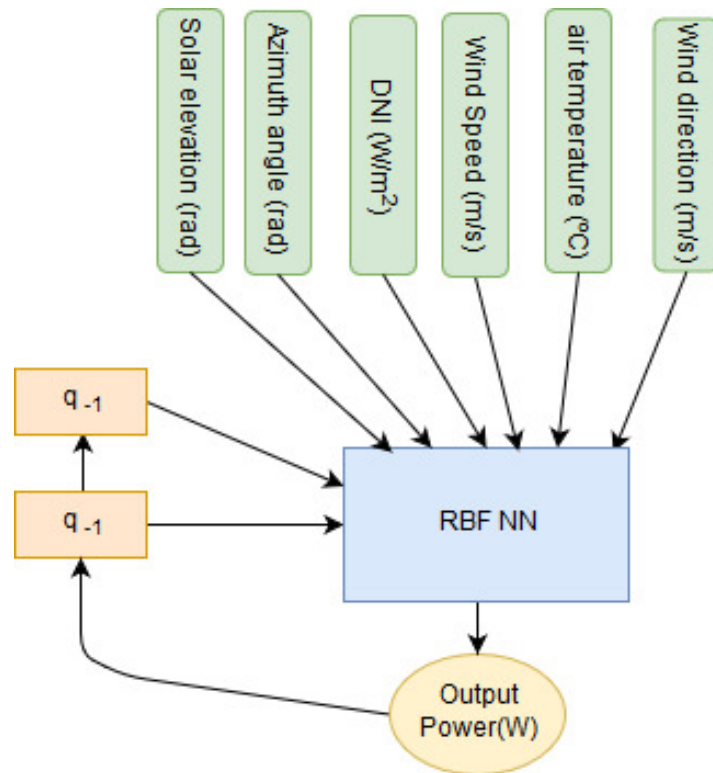 Solar elevation (rad)
Azimuth angle (rad)
DNI (W/m²)
Wind Speed (m/s)
air temperature (ºC)
Wind direction (m/s)
q -1
q -1
RBF NN
Output
Power(W)